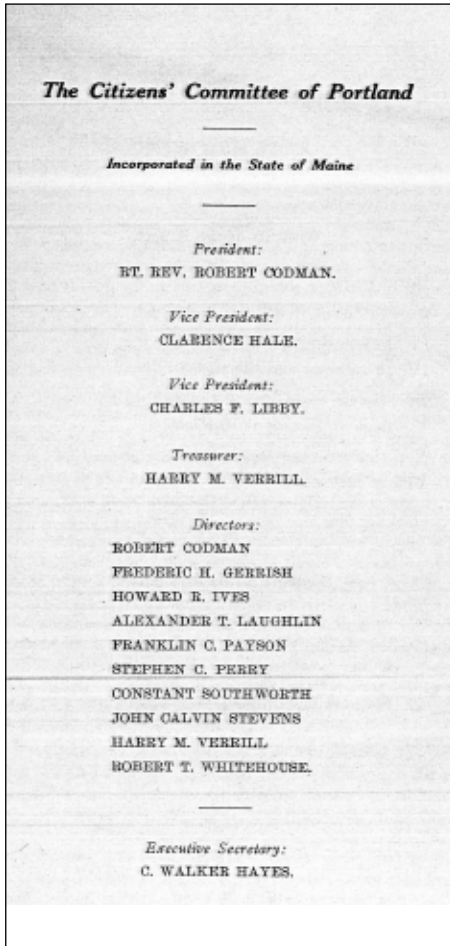 The Citizens' Committee of Portland
Incorporated in the State of Maine
President:
RT. REV. ROBERT CODMAN.
Vice President:
CLARENCE HALE.
Vice President:
CHARLES F. LIBBY.
Treasurer:
HARRY M. VERRILL.
Directors:
ROBERT CODMAN
FREDERIC H. GERRISH
HOWARD R. IVES
ALEXANDER T. LAUGHLIN
FRANKLIN C. PAYSON
STEPHEN C. PERRY
CONSTANT SOUTHWORTH
JOHN CALVIN STEVENS
HARRY M. VERRILL
ROBERT T. WHITEHOUSE.
Executive Secretary:
C. WALKER HAYES.